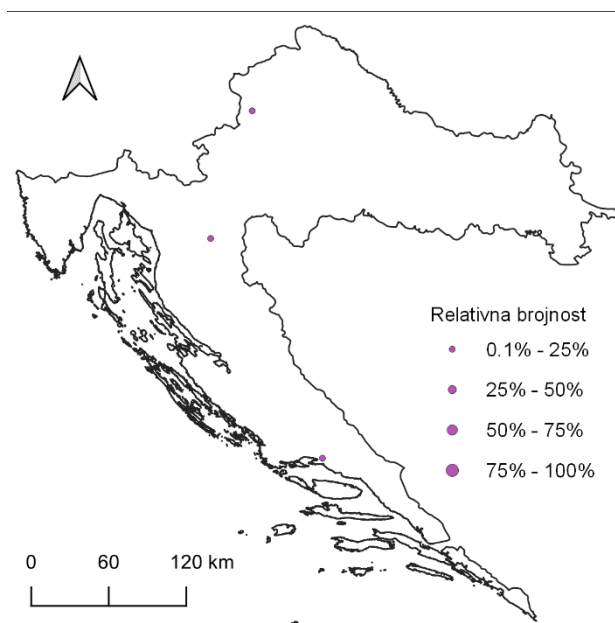 Relativna brojnost
0.1% - 25%
25% - 50%
50% - 75%
75% - 100%
0 60 120 km